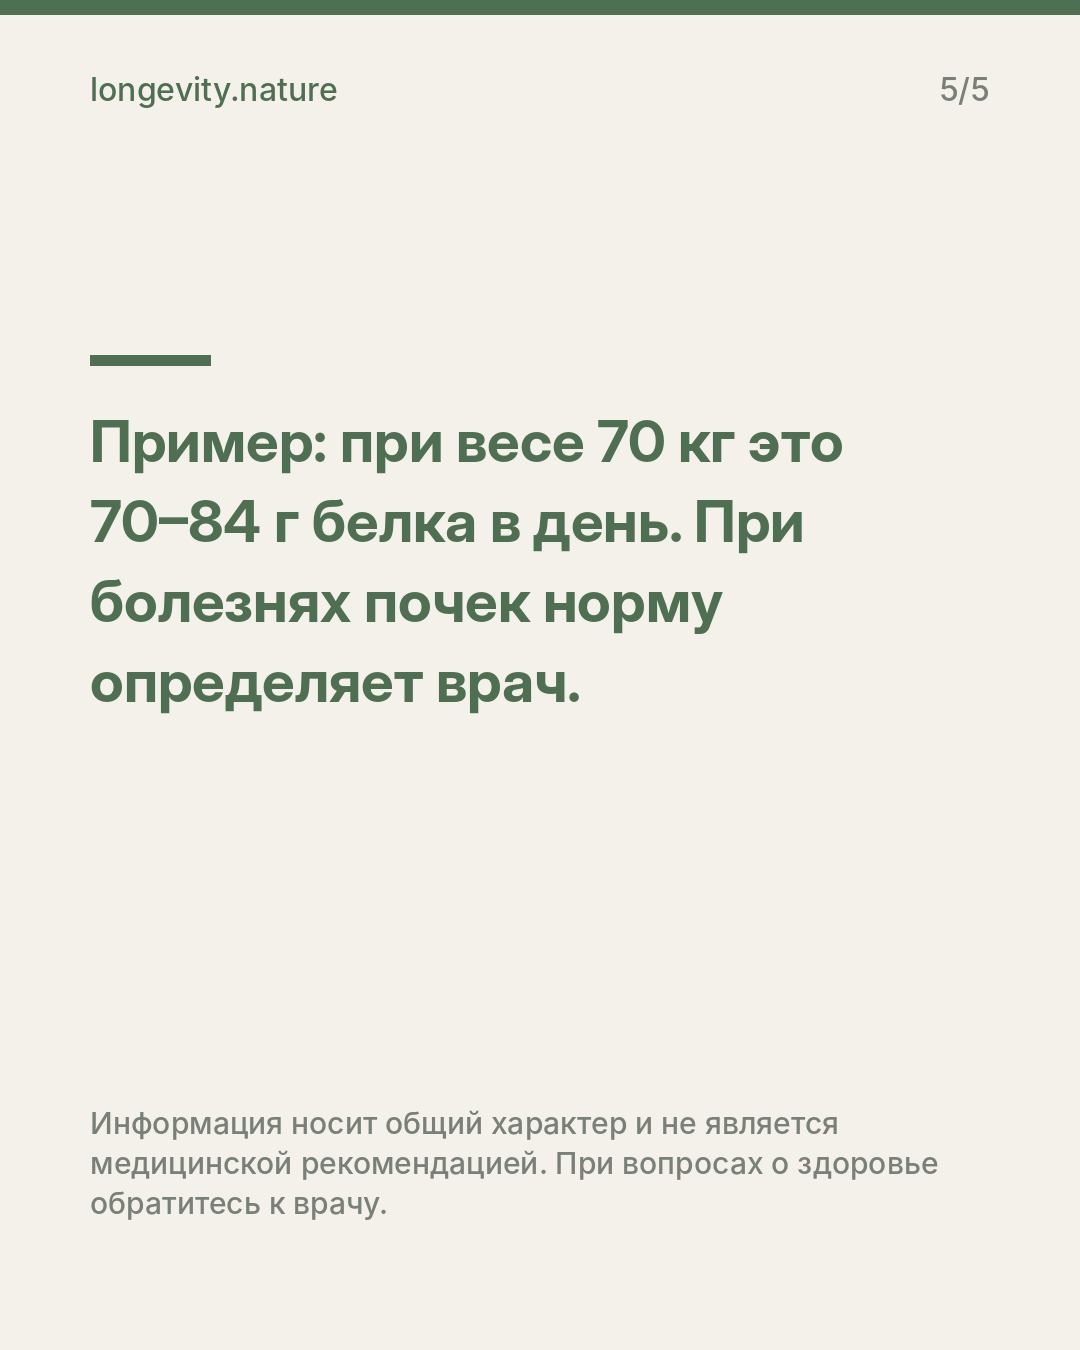 longevity.nature
5/5
Пример: при весе 70 кг это
70–84 г белка в день. При
болезнях почек норму
определяет врач.
Информация носит общий характер и не является
медицинской рекомендацией. При вопросах о здоровье
обратитесь к врачу.